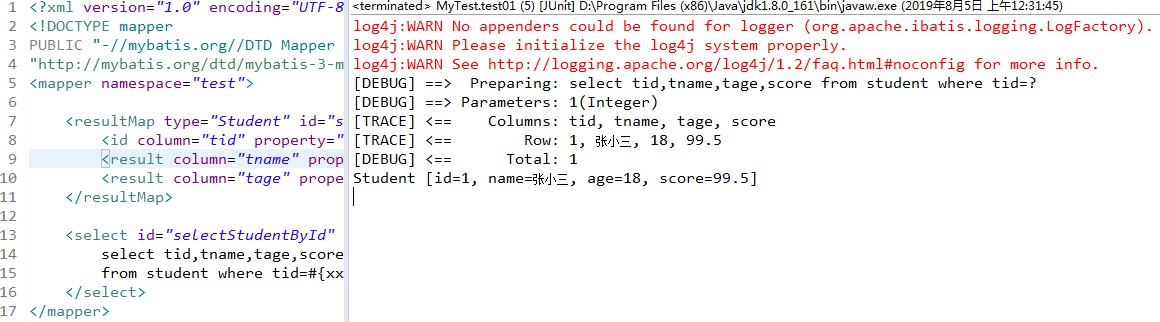 1 <?xml version="1.0" encoding="UTF-8
2 <!DOCTYPE mapper
3 PUBLIC "-//mybatis.org//DTD Mapper
4 "http://mybatis.org/dtd/mybatis-3-m
5 <mapper namespace="test">
6
7 <resultMap type="Student" id="s
8 <id column="tid" property="
9 <result column="tname" prop
10 <result column="tage" prope
11 </resultMap>
12
13 <select id="selectStudentById"
14 select tid,tname,tage,score
15 from student where tid=#{xx
16 </select>
17 </mapper>
<terminated> MyTest.test01 (5) [JUnit] D:\Program Files (x86)\Java\jdk1.8.0_161\bin\javaw.exe (2019年8月5日 上午12:31:45)
log4j:WARN No appenders could be found for logger (org.apache.ibatis.logging.LogFactory).
log4j:WARN Please initialize the log4j system properly.
log4j:WARN See http://logging.apache.org/log4j/1.2/faq.html#noconfig for more info.
[DEBUG] ==>  Preparing: select tid,tname,tage,score from student where tid=?
[DEBUG] ==> Parameters: 1(Integer)
[TRACE] <==    Columns: tid, tname, tage, score
[TRACE] <==        Row: 1, 张小三, 18, 99.5
[DEBUG] <==      Total: 1
Student [id=1, name=张小三, age=18, score=99.5]